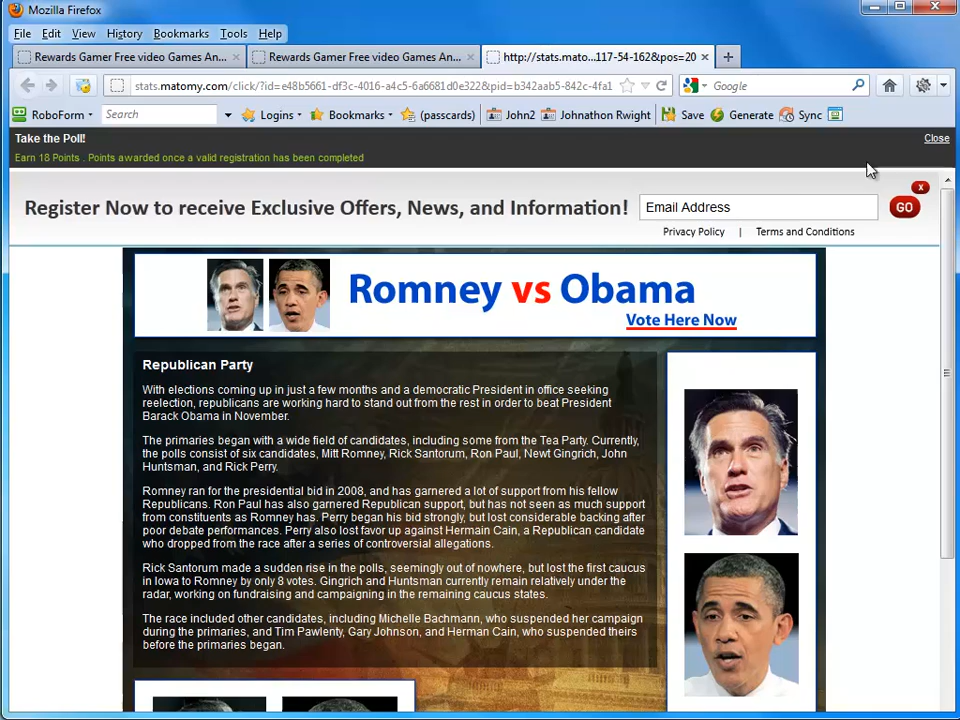 Mozilla Firefox
File Edit View History Bookmarks Tools Help
Rewards Gamer Free video Games An... Rewards Gamer Free video Games An... http://stats.mato...117-54-162&pos=20
stats.matomy.com/click/?id=e48b5661-df3c-4016-a4c5-6a6681d0e322&pid=b342aab5-842c-4fa1 Google
RoboForm Search Logins Bookmarks (passcards) John2 Johnathon Rwight Save Generate Sync
Take the Poll! Close
Earn 18 Points . Points awarded once a valid registration has been completed
x
Register Now to receive Exclusive Offers, News, and Information! Email Address GO
Privacy Policy | Terms and Conditions
Romney vs Obama
Vote Here Now
Republican Party
With elections coming up in just a few months and a democratic President in office seeking
reelection, republicans are working hard to stand out from the rest in order to beat President
Barack Obama in November.
The primaries began with a wide field of candidates, including some from the Tea Party. Currently,
the polls consist of six candidates, Mitt Romney, Rick Santorum, Ron Paul, Newt Gingrich, John
Huntsman, and Rick Perry.
Romney ran for the presidential bid in 2008, and has garnered a lot of support from his fellow
Republicans. Ron Paul has also garnered Republican support, but has not seen as much support
from constituents as Romney has. Perry began his bid strongly, but lost considerable backing after
poor debate performances. Perry also lost favor up against Hermain Cain, a Republican candidate
who dropped from the race after a series of controversial allegations.
Rick Santorum made a sudden rise in the polls, seemingly out of nowhere, but lost the first caucus
in Iowa to Romney by only 8 votes. Gingrich and Huntsman currently remain relatively under the
radar, working on fundraising and campaigning in the remaining caucus states.
The race included other candidates, including Michelle Bachmann, who suspended her campaign
during the primaries, and Tim Pawlenty, Gary Johnson, and Herman Cain, who suspended theirs
before the primaries began.